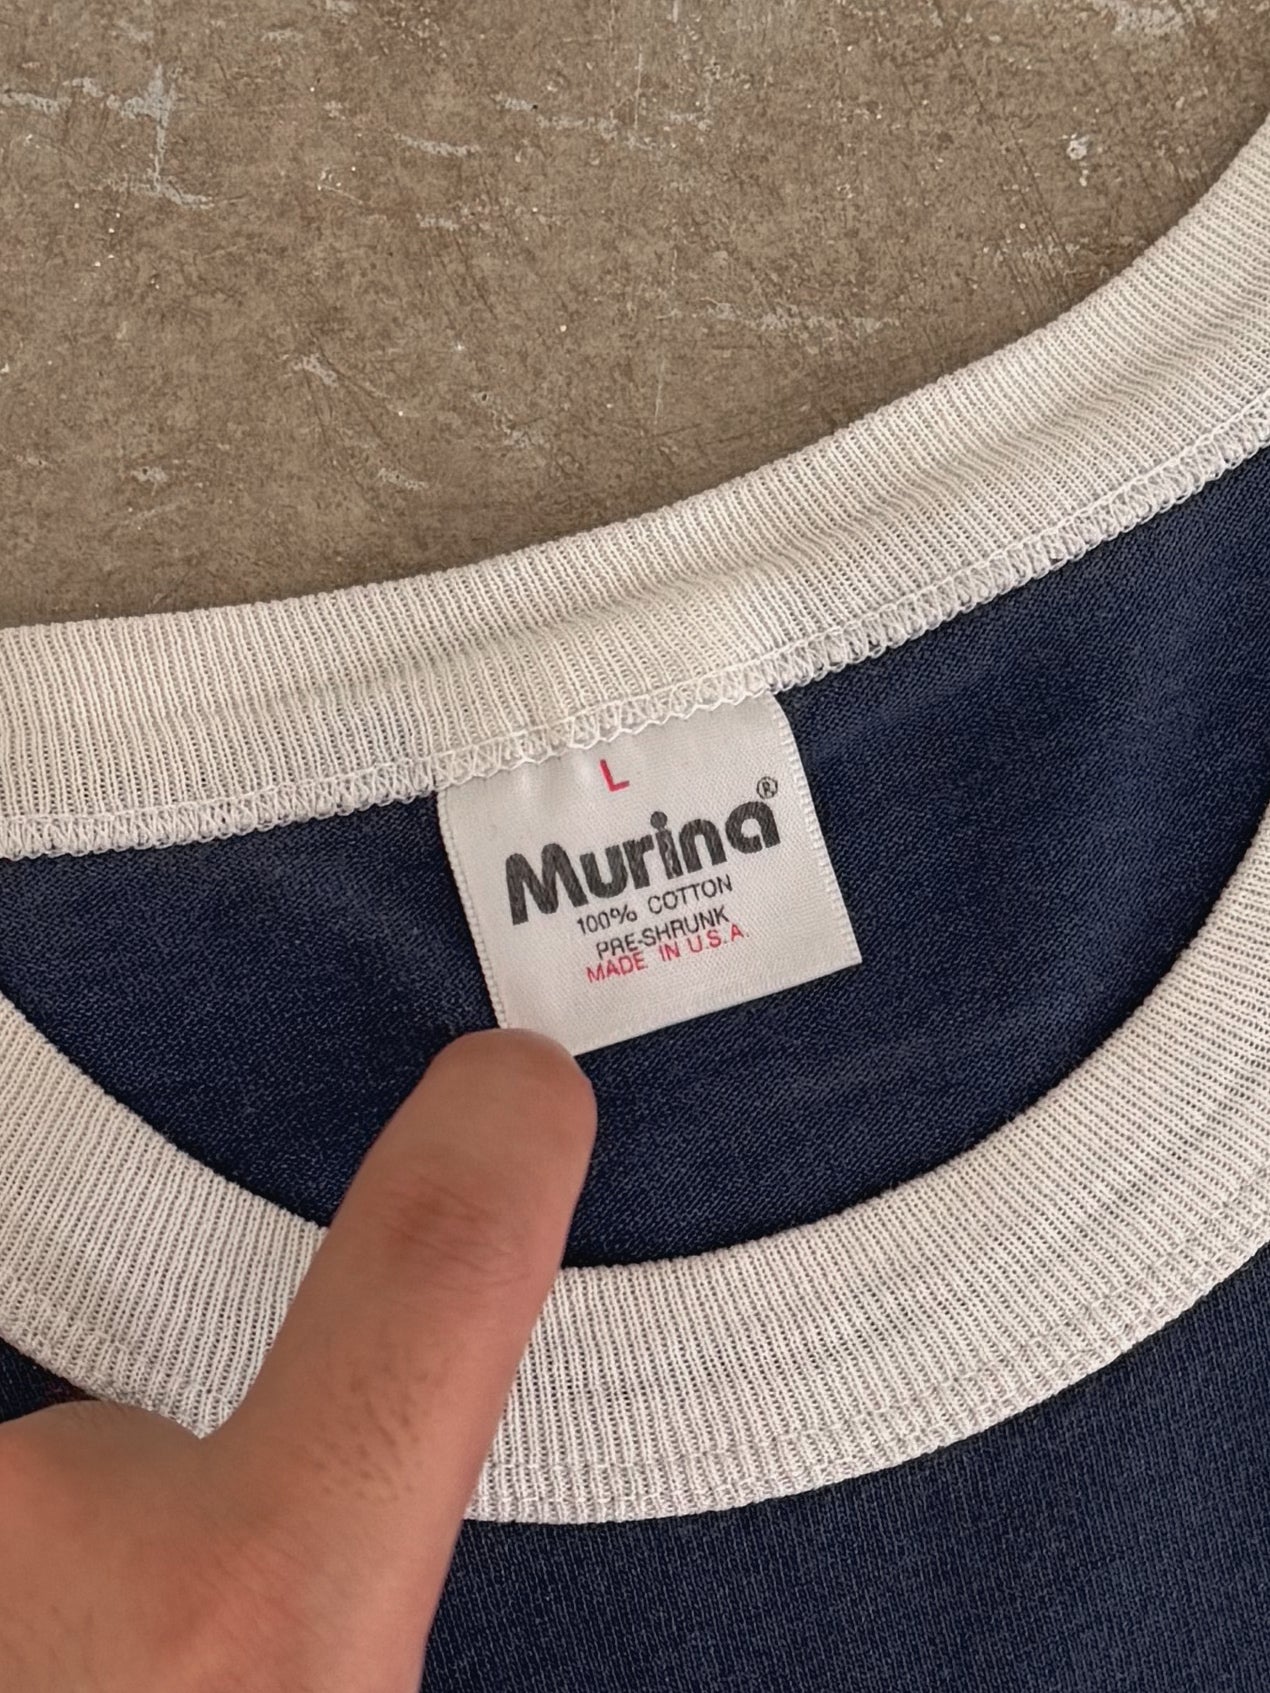 L
Murina®
100% COTTON
PRE-SHRUNK
MADE IN U.S.A.